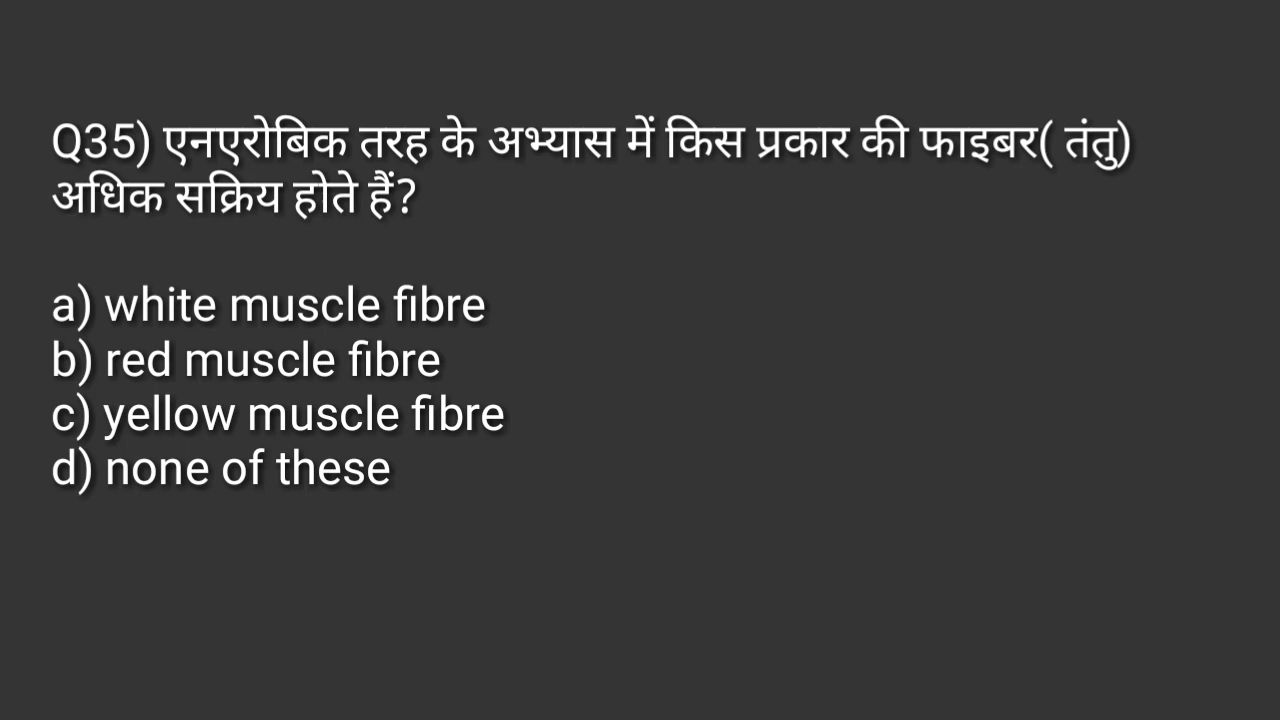 Q35) एनएरोबिक तरह के अभ्यास में किस प्रकार की फाइबर( तंतु)
अधिक सक्रिय होते हैं?
a) white muscle fibre
b) red muscle fibre
c) yellow muscle fibre
d) none of these